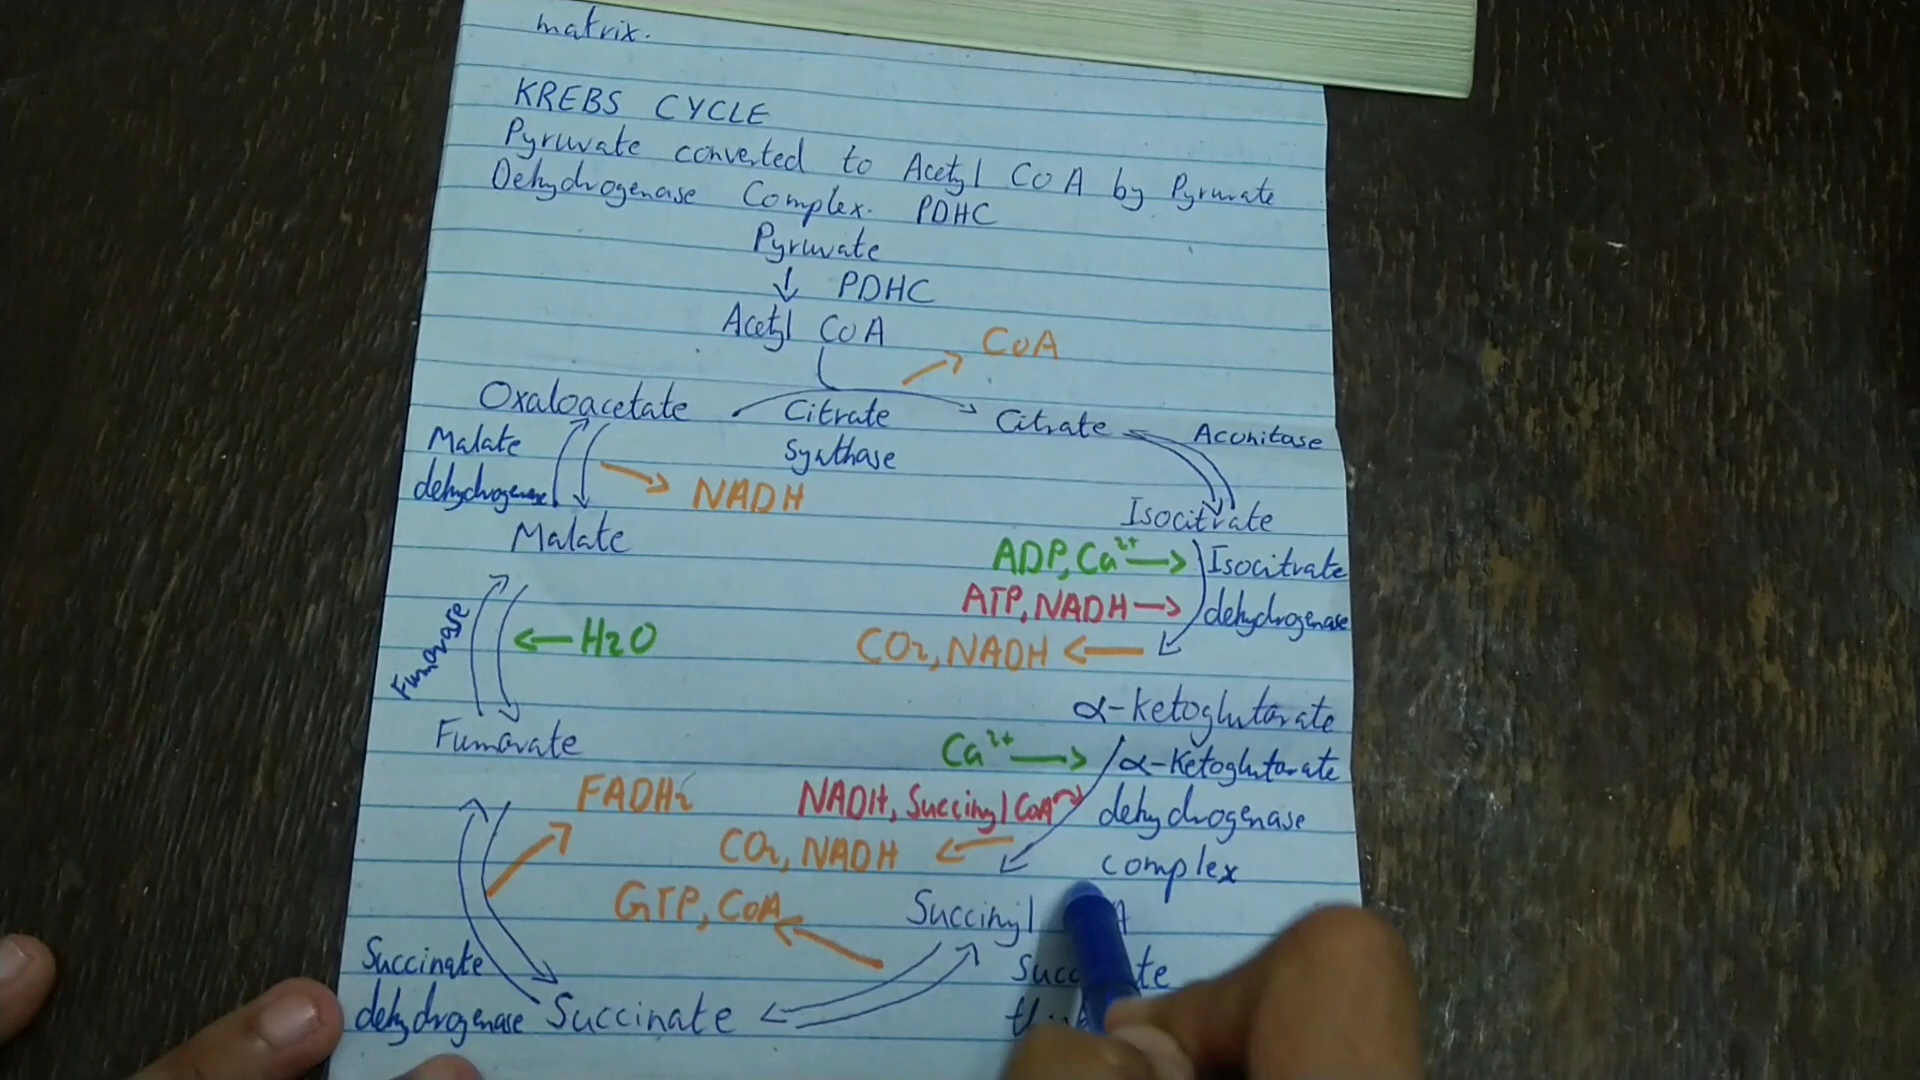 matrix.
KREBS CYCLE
Pyruvate converted to Acetyl CoA by Pyruvate
Dehydrogenase Complex. PDHC
Pyruvate
↓ PDHC
Acetyl CoA
CoA
Oxaloacetate
Citrate
Synthase
Citrate
Aconitase
Malate
dehydrogenase
NADH
Malate
Isocitrate
ADP, Ca²⁺ →
Isocitrate
dehydrogenase
ATP, NADH →
CO₂, NADH ←
Fumarase
← H2O
Fumarate
α-ketoglutarate
Ca²⁺ →
α-ketoglutarate
dehydrogenase
complex
NADH, Succinyl CoA →
CO₂, NADH ←
FADH₂
GTP, CoA
Succinyl
Succinate
dehydrogenase
Succinate